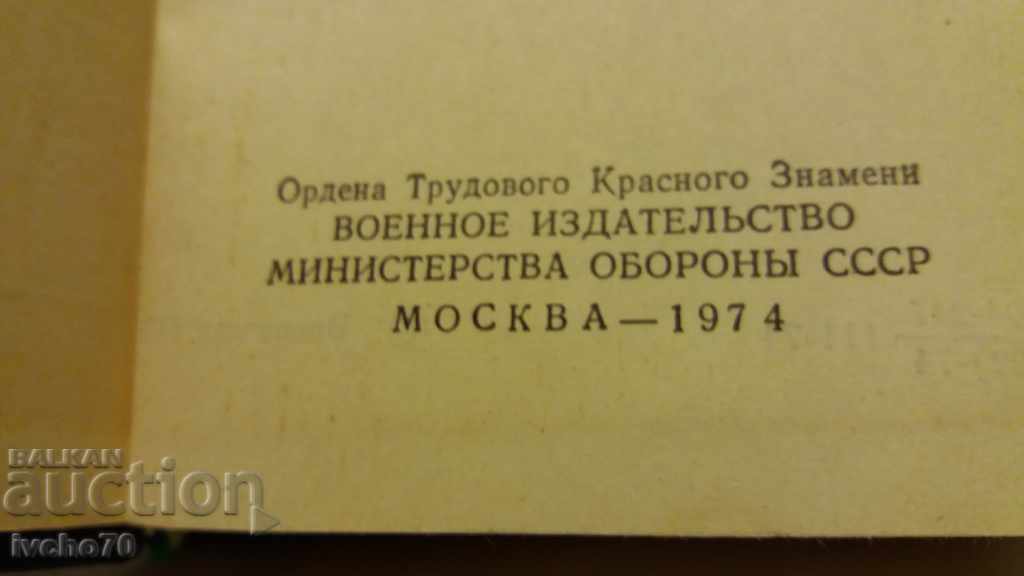 Ордена Трудового Красного Знамени
ВОЕННОЕ ИЗДАТЕЛЬСТВО
МИНИСТЕРСТВА ОБОРОНЫ СССР
МОСКВА — 1974
BALKAN
auction
ivcho70